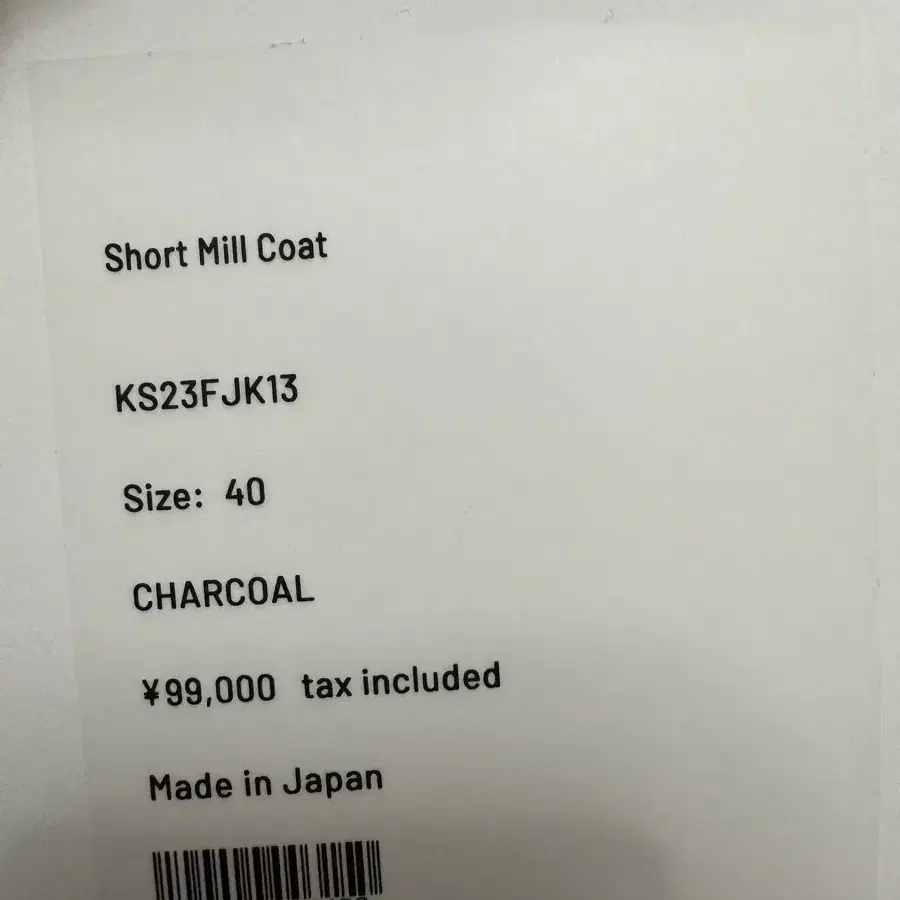 Short Mill Coat
KS23FJK13
Size: 40
CHARCOAL
¥99,000 tax included
Made in Japan